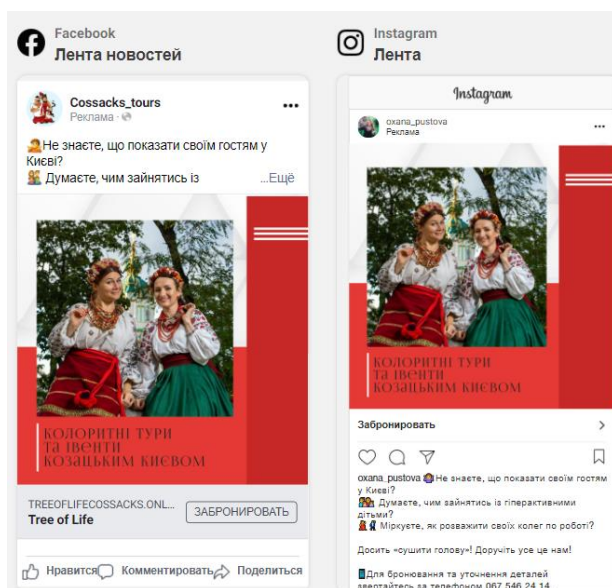 Facebook
Лента новостей
Cossacks_tours
Реклама
Не знаєте, що показати своїм гостям у
Києві?
Думаєте, чим зайнятись із ...Ещё
КОЛОРИТНІ ТУРИ
ТА ІВЕНТИ
КОЗАЦЬКИМ КИЄВОМ
TREEOFLIFECOSSACKS.ONL...
Tree of Life
ЗАБРОНИРОВАТЬ
Нравится Комментировать Поделиться
Instagram
Лента
Instagram
oxana_pustova
Реклама
КОЛОРИТНІ ТУРИ
ТА ІВЕНТИ
КОЗАЦЬКИМ КИЄВОМ
Забронировать
oxana_pustova Не знаєте, що показати своїм гостям
у Києві?
Думаєте, чим зайнятись із гіперактивними
дітьми?
Міркуєте, як розважити своїх колег по роботі?
Досить «сушити голову»! Доручіть усе це нам!
Для бронювання та уточнення деталей
звертайтесь за телефоном 067 546 24 14